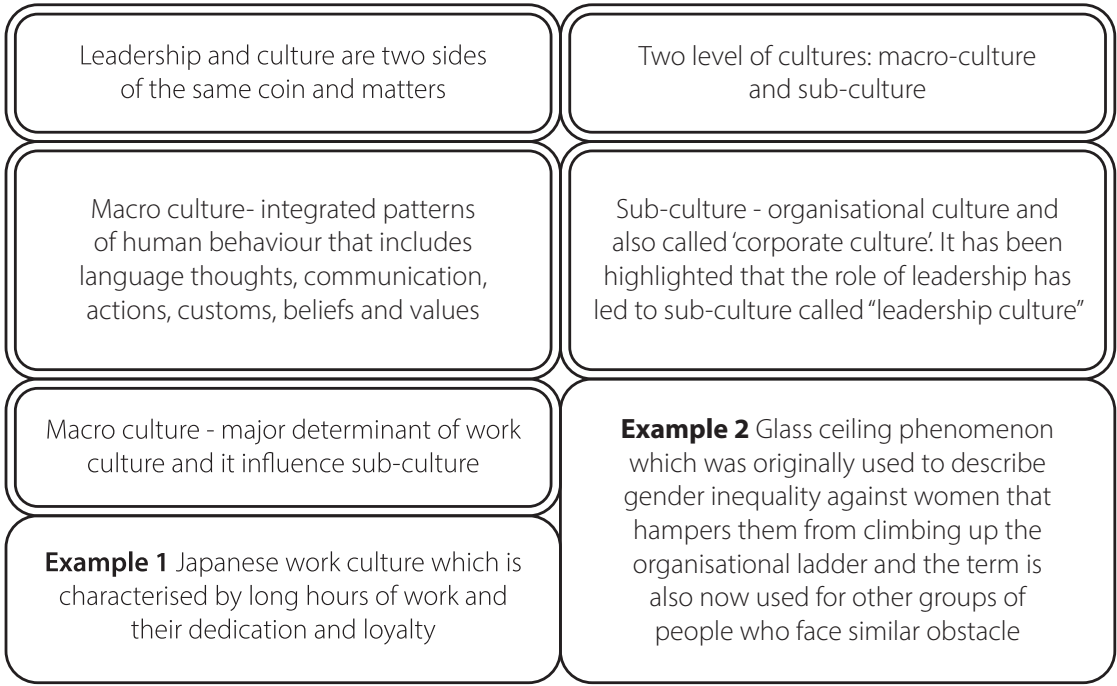 Leadership and culture are two sides
of the same coin and matters
Two level of cultures: macro-culture
and sub-culture
Macro culture- integrated patterns
of human behaviour that includes
language thoughts, communication,
actions, customs, beliefs and values
Sub-culture - organisational culture and
also called ‘corporate culture’. It has been
highlighted that the role of leadership has
led to sub-culture called “leadership culture”
Macro culture - major determinant of work
culture and it influence sub-culture
Example 1 Japanese work culture which is
characterised by long hours of work and
their dedication and loyalty
Example 2 Glass ceiling phenomenon
which was originally used to describe
gender inequality against women that
hampers them from climbing up the
organisational ladder and the term is
also now used for other groups of
people who face similar obstacle